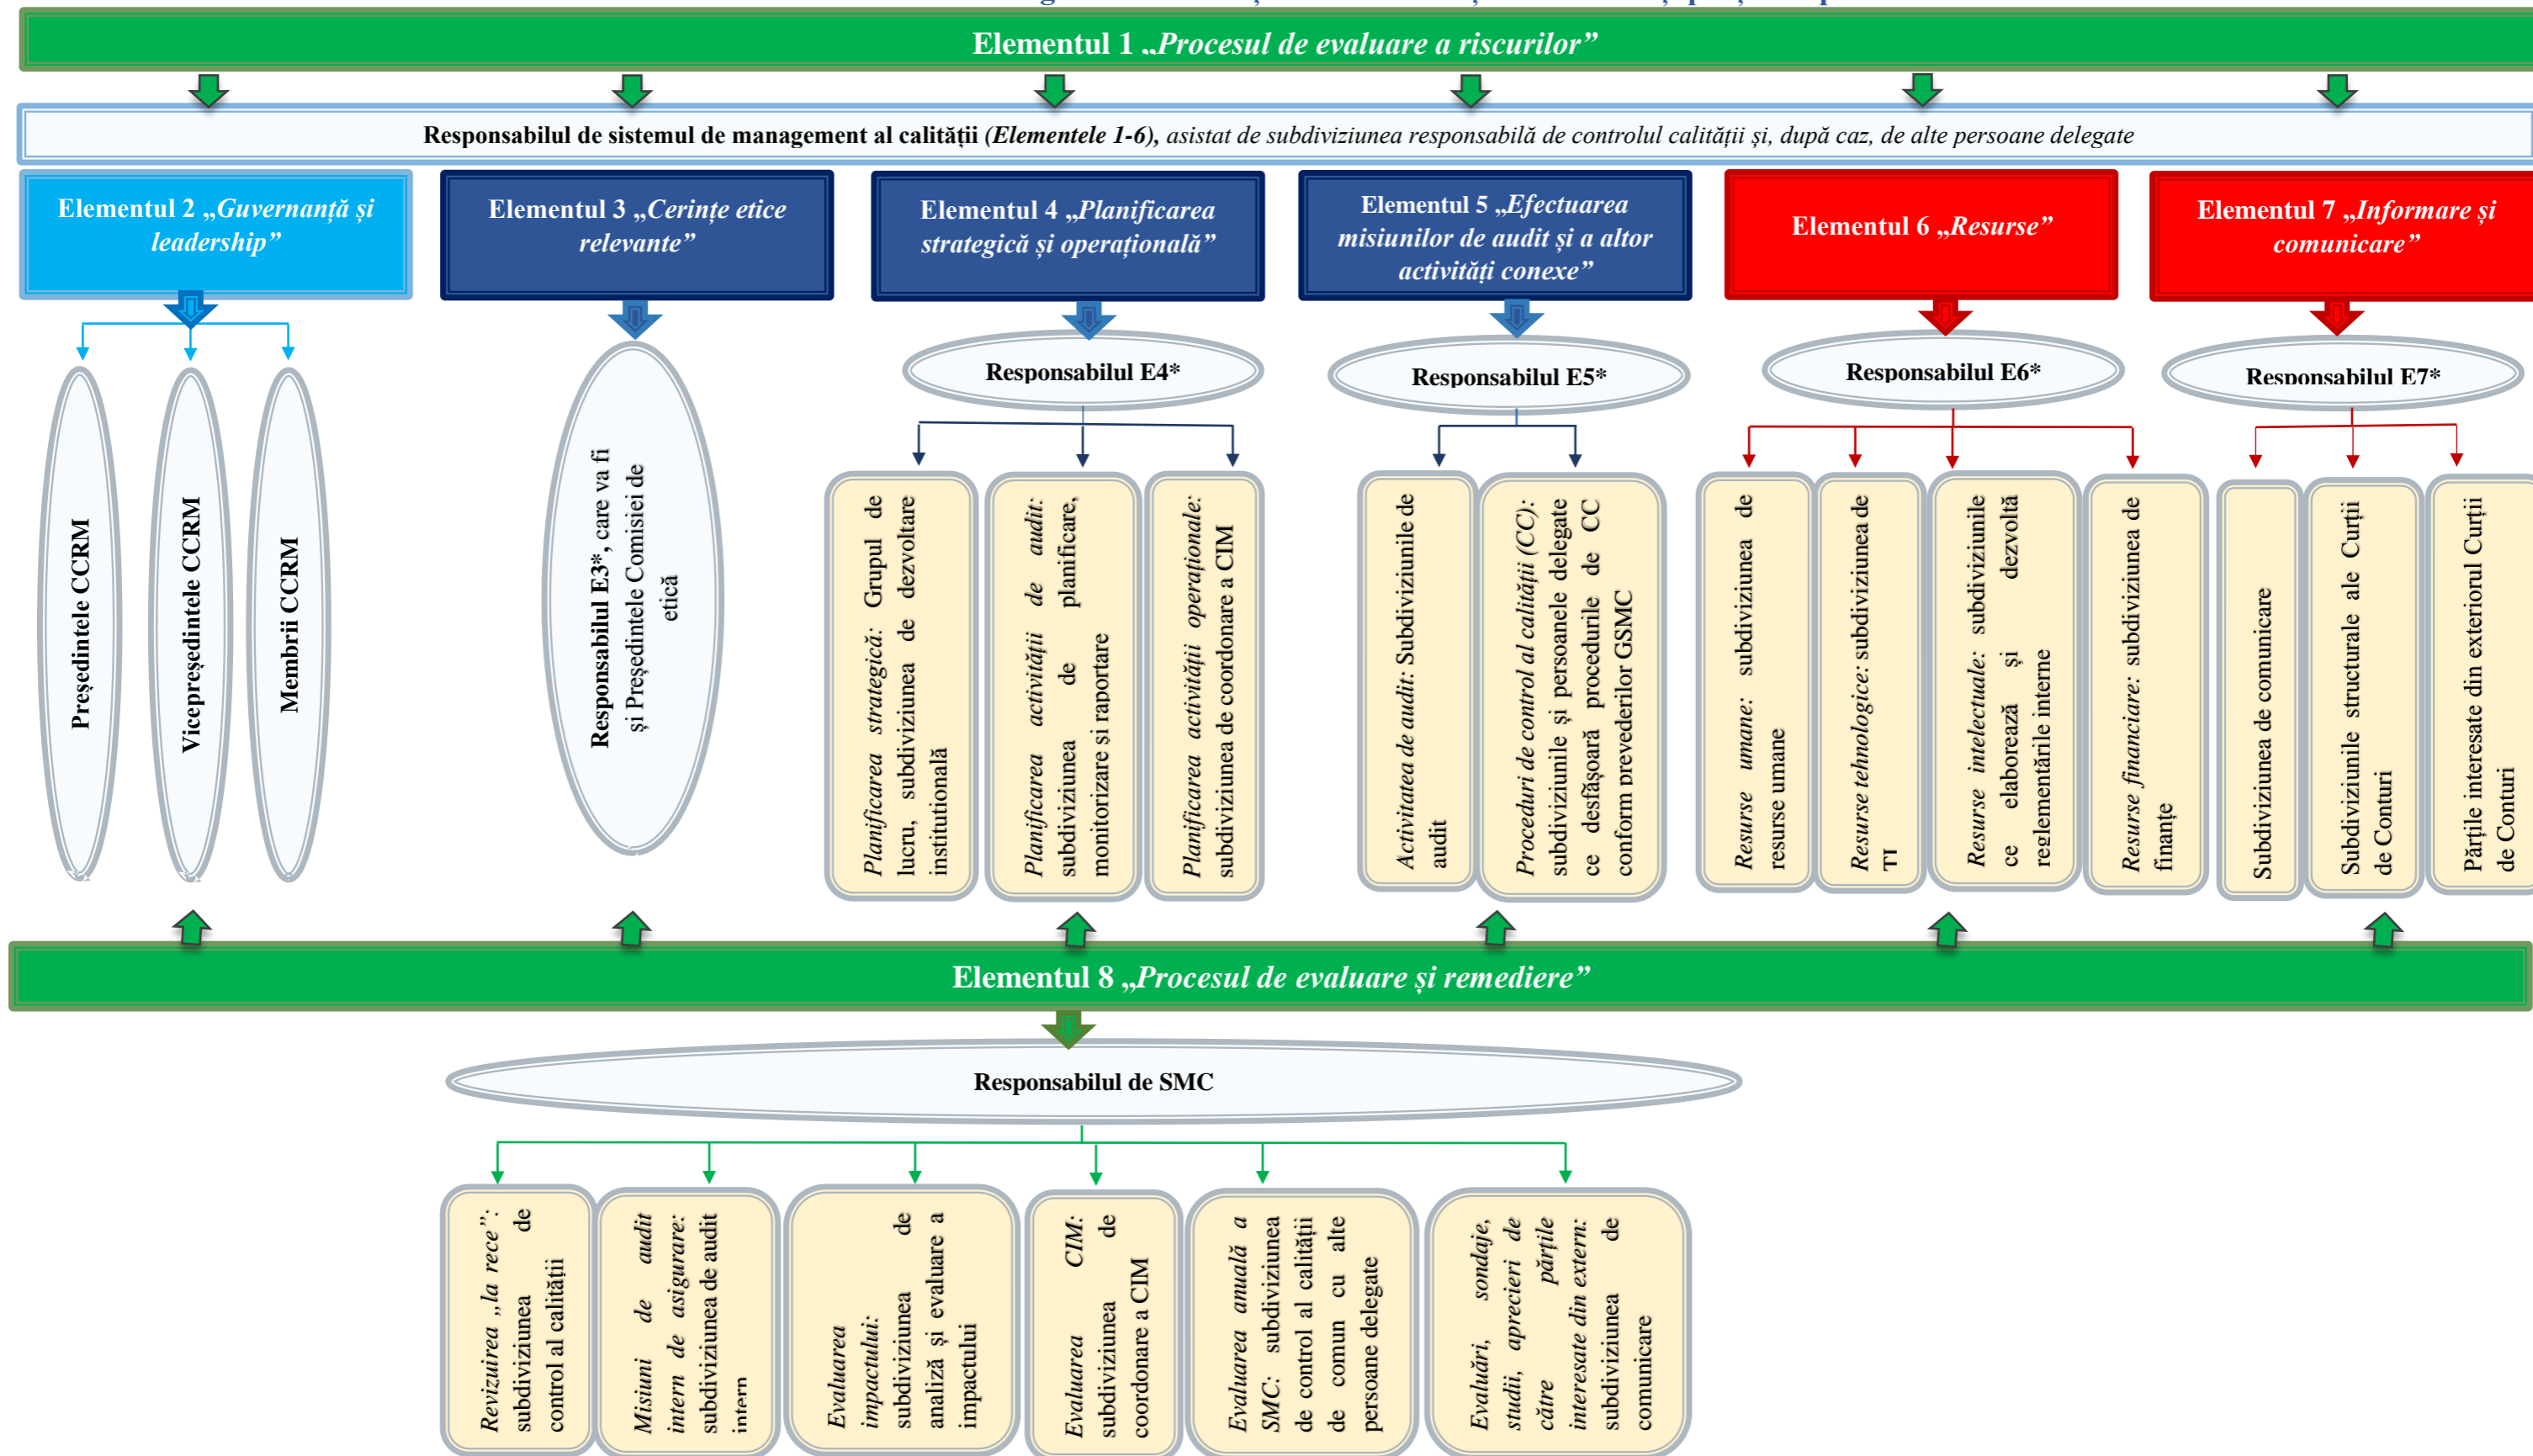 Elementul 1 „Procesul de evaluare a riscurilor”
Responsabilul de sistemul de management al calității (Elementele 1-6), asistat de subdiviziunea responsabilă de controlul calității și, după caz, de alte persoane delegate
Elementul 2 „Guvernanță și
leadership”
Elementul 3 „Cerințe etice
relevante”
Elementul 4 „Planificarea
strategică și operațională”
Elementul 5 „Efectuarea
misiunilor de audit și a altor
activități conexe”
Elementul 6 „Resurse”
Elementul 7 „Informare și
comunicare”
Președintele CCRM
Vicepreședintele CCRM
Membrii CCRM
Responsabilul E3*, care va fi
și Președintele Comisiei de
etică
Responsabilul E4*
Planificarea strategică: Grupul de
lucru, subdiviziunea de dezvoltare
instituțională
Planificarea activității de audit:
subdiviziunea de planificare,
monitorizare și raportare
Planificarea activității operaționale:
subdiviziunea de coordonare a CIM
Responsabilul E5*
Activitatea de audit: Subdiviziunile de
audit
Proceduri de control al calității (CC):
subdiviziunile și persoanele delegate
ce desfășoară procedurile de CC
conform prevederilor GSMC
Responsabilul E6*
Resurse umane: subdiviziunea de
resurse umane
Resurse tehnologice: subdiviziunea de
TI
Resurse intelectuale: subdiviziunile
ce elaborează și dezvoltă
reglementările interne
Resurse financiare: subdiviziunea de
finanțe
Responsabilul E7*
Subdiviziunea de comunicare
Subdiviziunile structurale ale Curții
de Conturi
Părțile interesate din exteriorul Curții
de Conturi
Elementul 8 „Procesul de evaluare și remediere”
Responsabilul de SMC
Revizuirea „la rece”:
subdiviziunea de
control al calității
Misiuni de audit
intern de asigurare:
subdiviziunea de audit
intern
Evaluarea
impactului:
subdiviziunea de
analiză și evaluare a
impactului
Evaluarea CIM:
subdiviziunea de
coordonare a CIM
Evaluarea anuală a
SMC: subdiviziunea
de control al calității
de comun cu alte
persoane delegate
Evaluări, sondaje,
studii, aprecieri de
către părțile
interesate din extern:
subdiviziunea de
comunicare